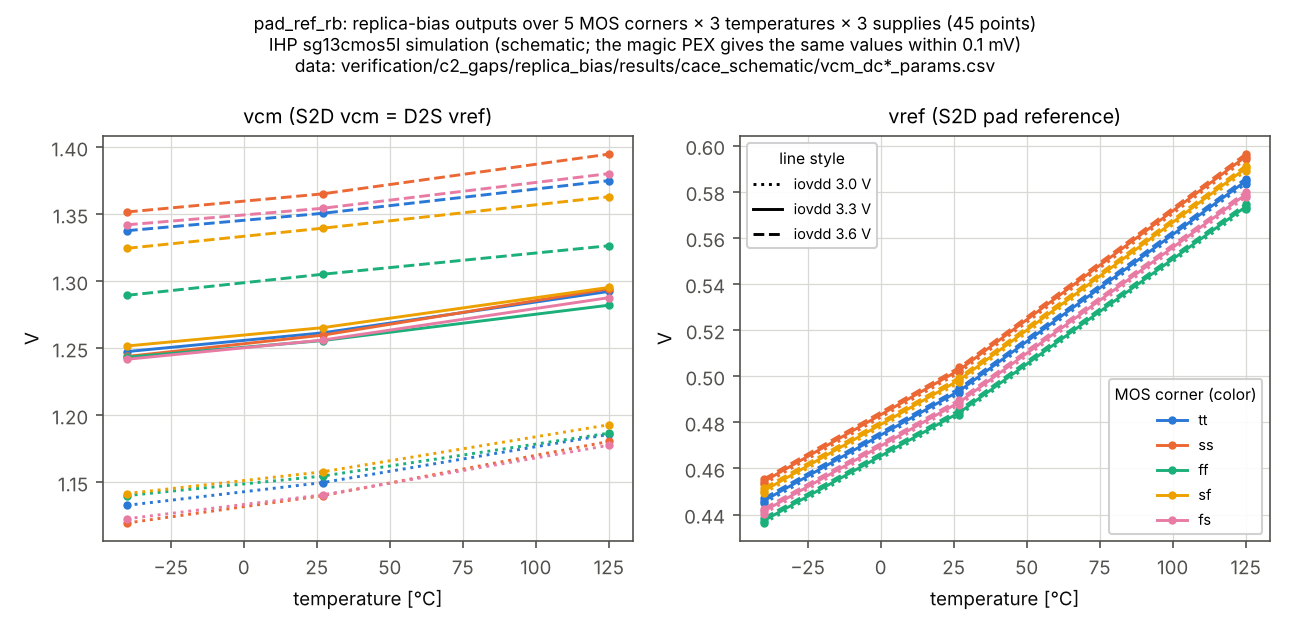 pad_ref_rb: replica-bias outputs over 5 MOS corners × 3 temperatures × 3 supplies (45 points)
IHP sg13cmos5l simulation (schematic; the magic PEX gives the same values within 0.1 mV)
data: verification/c2_gaps/replica_bias/results/cace_schematic/vcm_dc*_params.csv
vcm (S2D vcm = D2S vref)
1.40
1.35
1.30
1.25
1.20
1.15
V
−25
0
25
50
75
100
125
temperature [°C]
vref (S2D pad reference)
0.60
0.58
0.56
0.54
0.52
0.50
0.48
0.46
0.44
V
line style
iovdd 3.0 V
iovdd 3.3 V
iovdd 3.6 V
MOS corner (color)
tt
ss
ff
sf
fs
−25
0
25
50
75
100
125
temperature [°C]